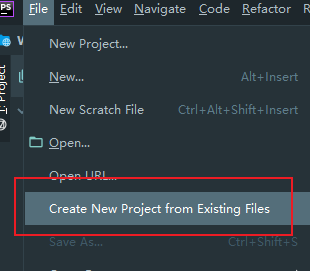 PS
File Edit View Navigate Code Refactor
New Project...
New... Alt+Insert
New Scratch File Ctrl+Alt+Shift+Insert
Open...
Open URL...
Create New Project from Existing Files
Save As... Ctrl+Shift+S
1: Project